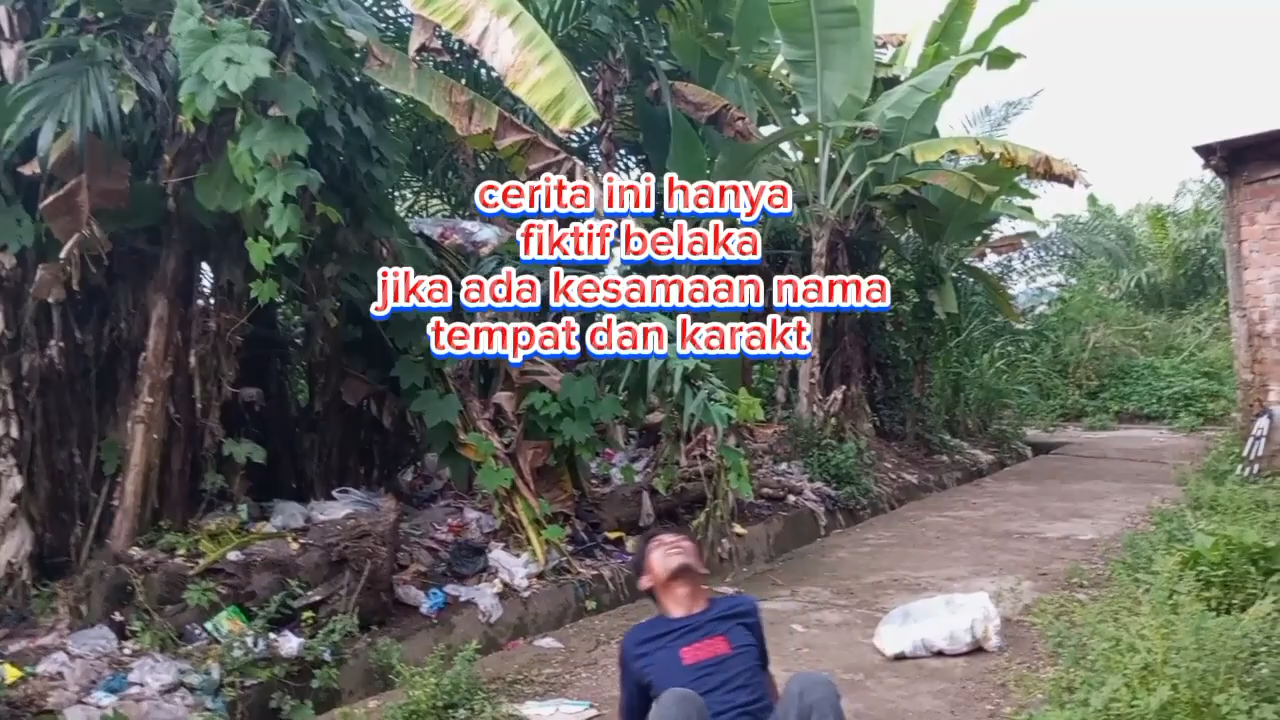 cerita ini hanya
fiktif belaka
jika ada kesamaan nama
tempat dan karakt